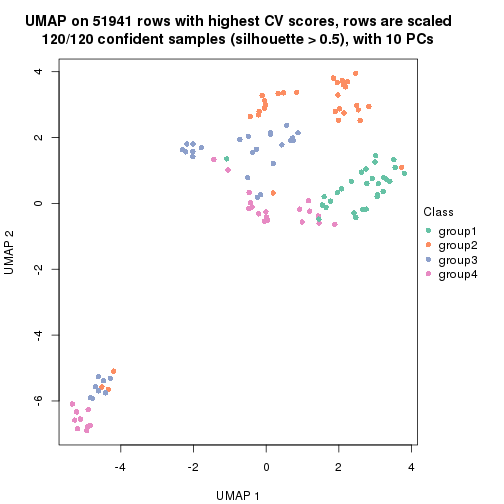 UMAP on 51941 rows with highest CV scores, rows are scaled
120/120 confident samples (silhouette > 0.5), with 10 PCs
4
2
0
-2
-4
-6
UMAP 2
-4
-2
0
2
4
UMAP 1
Class
group1
group2
group3
group4